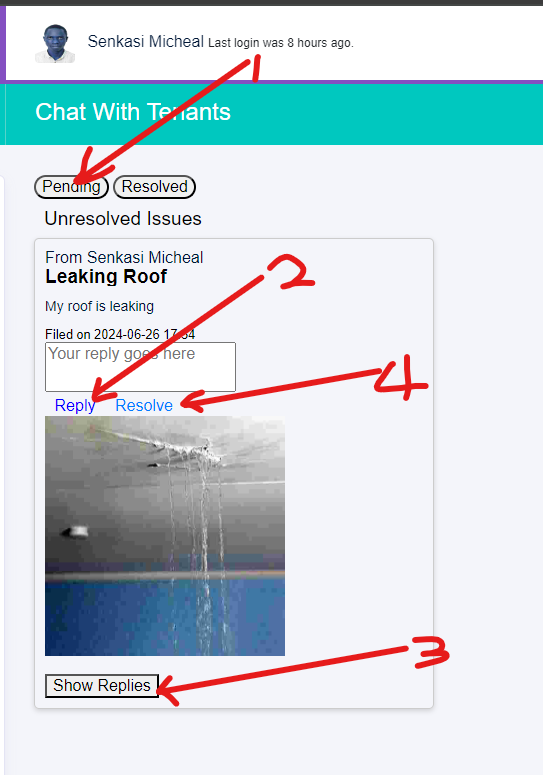 Senkasi Micheal Last login was 8 hours ago.
1
Chat With Tenants
Pending Resolved
Unresolved Issues
From Senkasi Micheal
Leaking Roof
2
My roof is leaking
Filed on 2024-06-26 17:34
Your reply goes here
4
Reply Resolve
3
Show Replies